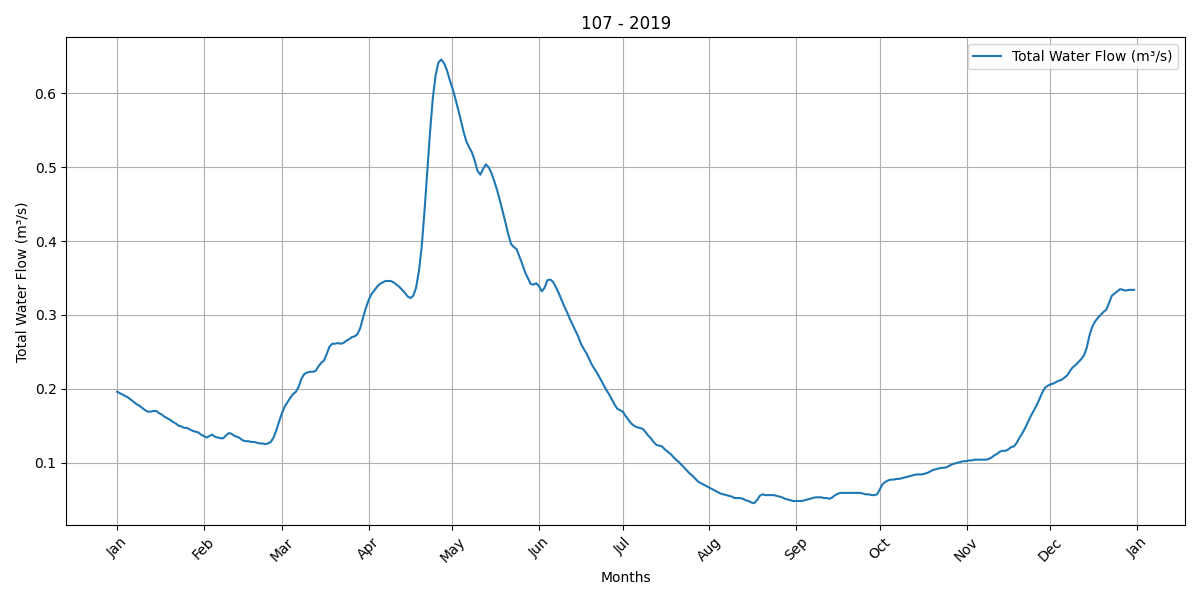 107 - 2019
Total Water Flow (m³/s)
Total Water Flow (m³/s)
0.6
0.5
0.4
0.3
0.2
0.1
Jan Feb Mar Apr May Jun Jul Aug Sep Oct Nov Dec Jan
Months